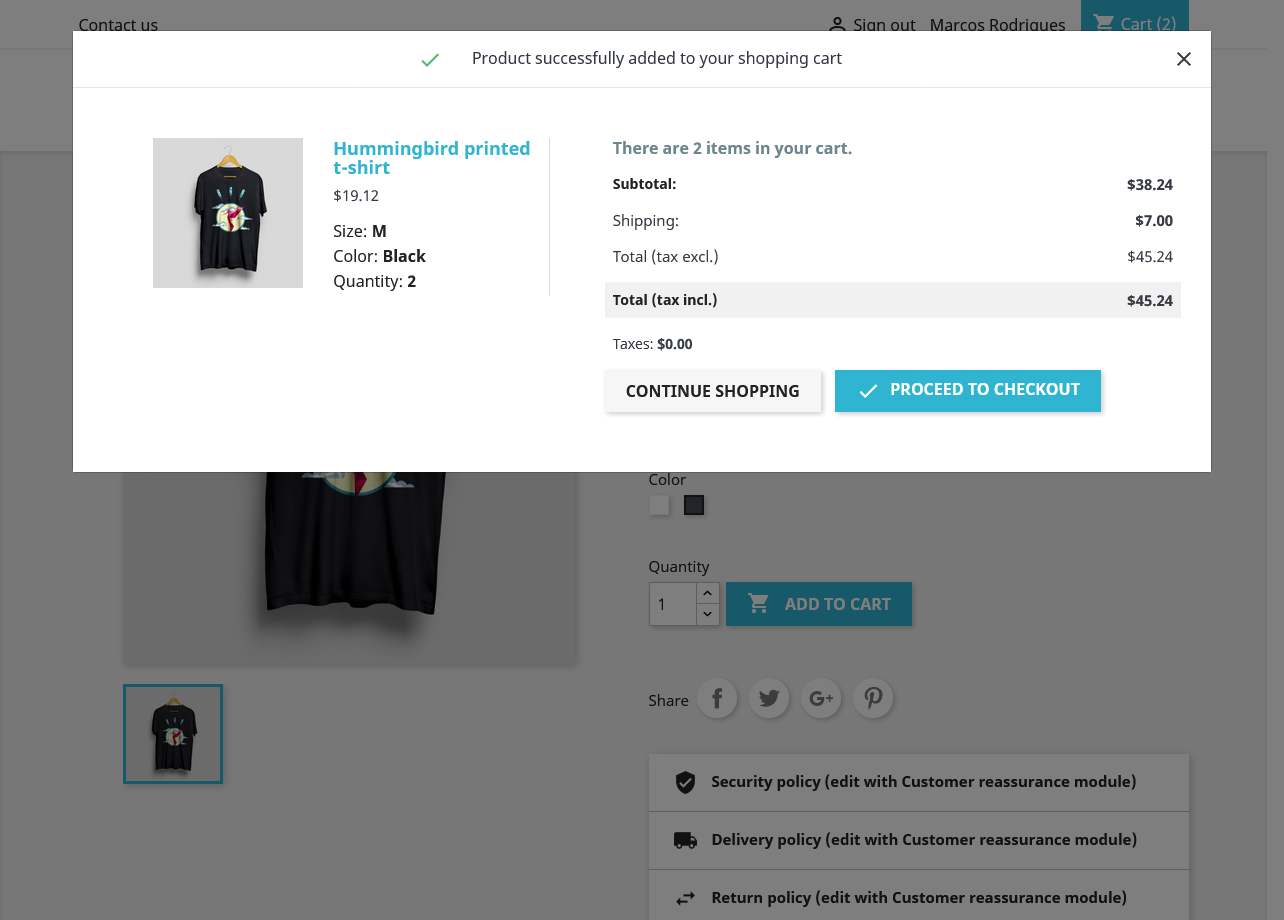 Contact us
Sign out
Marcos Rodrigues
Cart (2)
Product successfully added to your shopping cart
Hummingbird printed
t-shirt
$19.12
Size: M
Color: Black
Quantity: 2
There are 2 items in your cart.
Subtotal: $38.24
Shipping: $7.00
Total (tax excl.) $45.24
Total (tax incl.) $45.24
Taxes: $0.00
CONTINUE SHOPPING
PROCEED TO CHECKOUT
Color
Quantity
1
ADD TO CART
Share
Security policy (edit with Customer reassurance module)
Delivery policy (edit with Customer reassurance module)
Return policy (edit with Customer reassurance module)